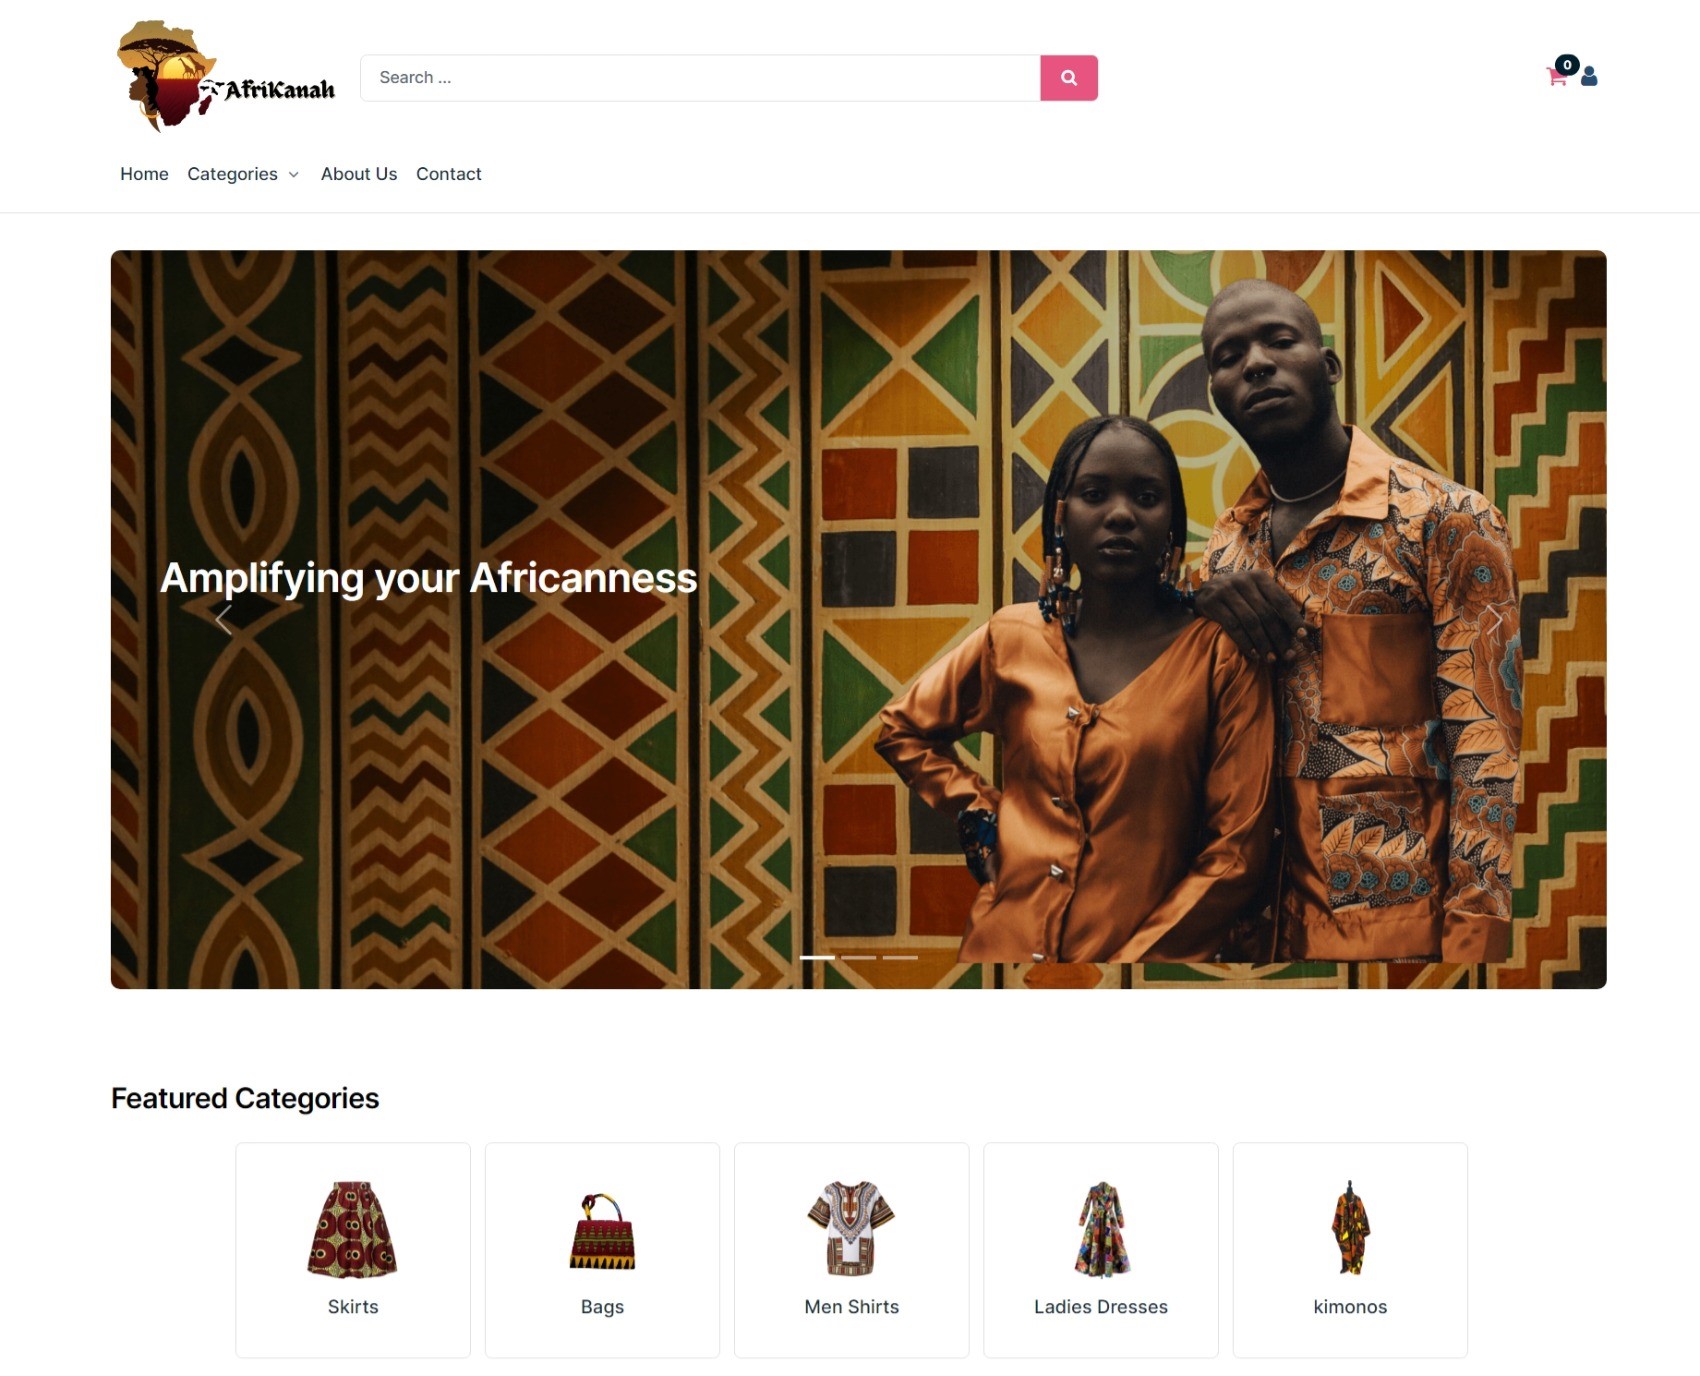 AfriKanah
Search ...
0
Home Categories About Us Contact
Amplifying your Africanness
Featured Categories
Skirts
Bags
Men Shirts
Ladies Dresses
kimonos